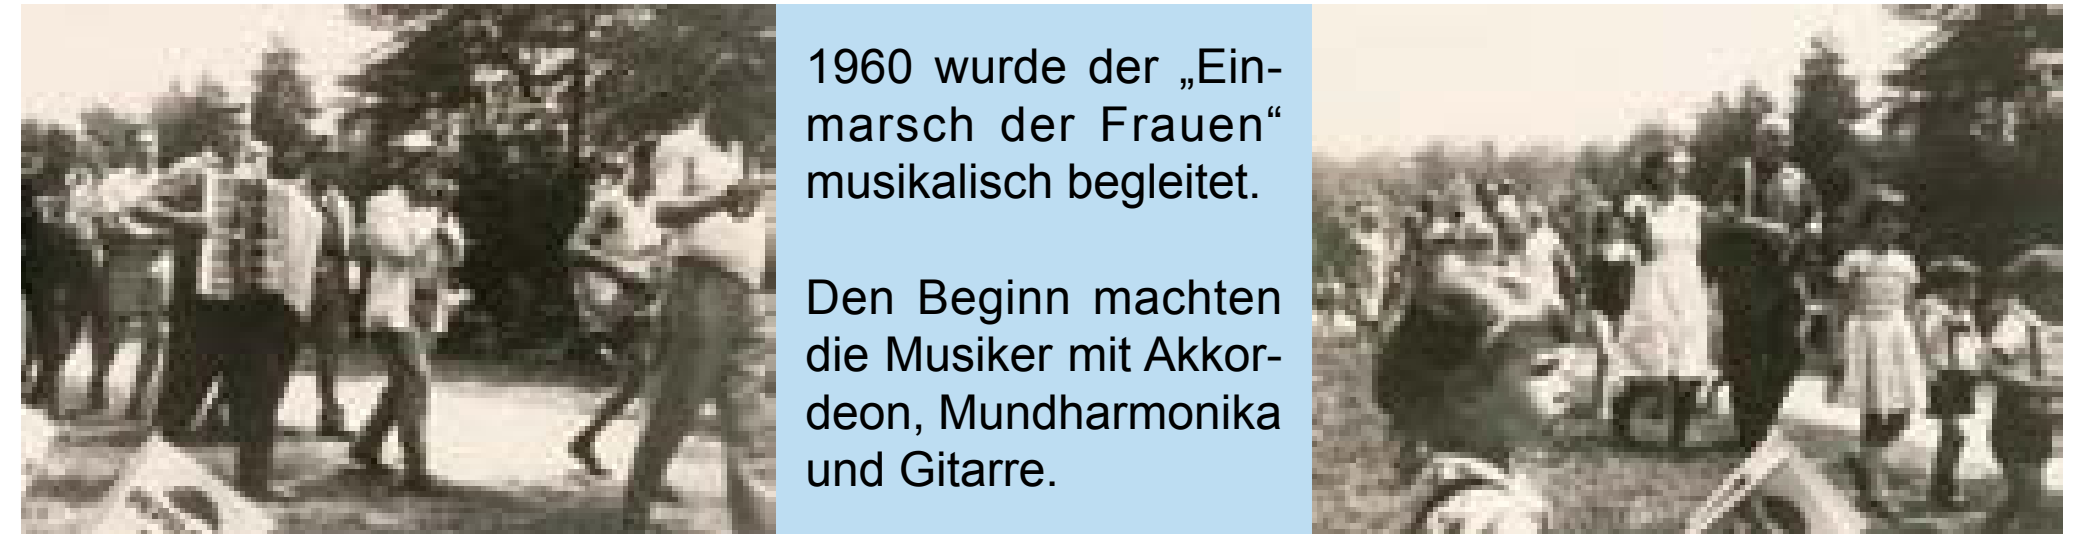 1960 wurde der „Ein-
marsch der Frauen“
musikalisch begleitet.
Den Beginn machten
die Musiker mit Akkor-
deon, Mundharmonika
und Gitarre.